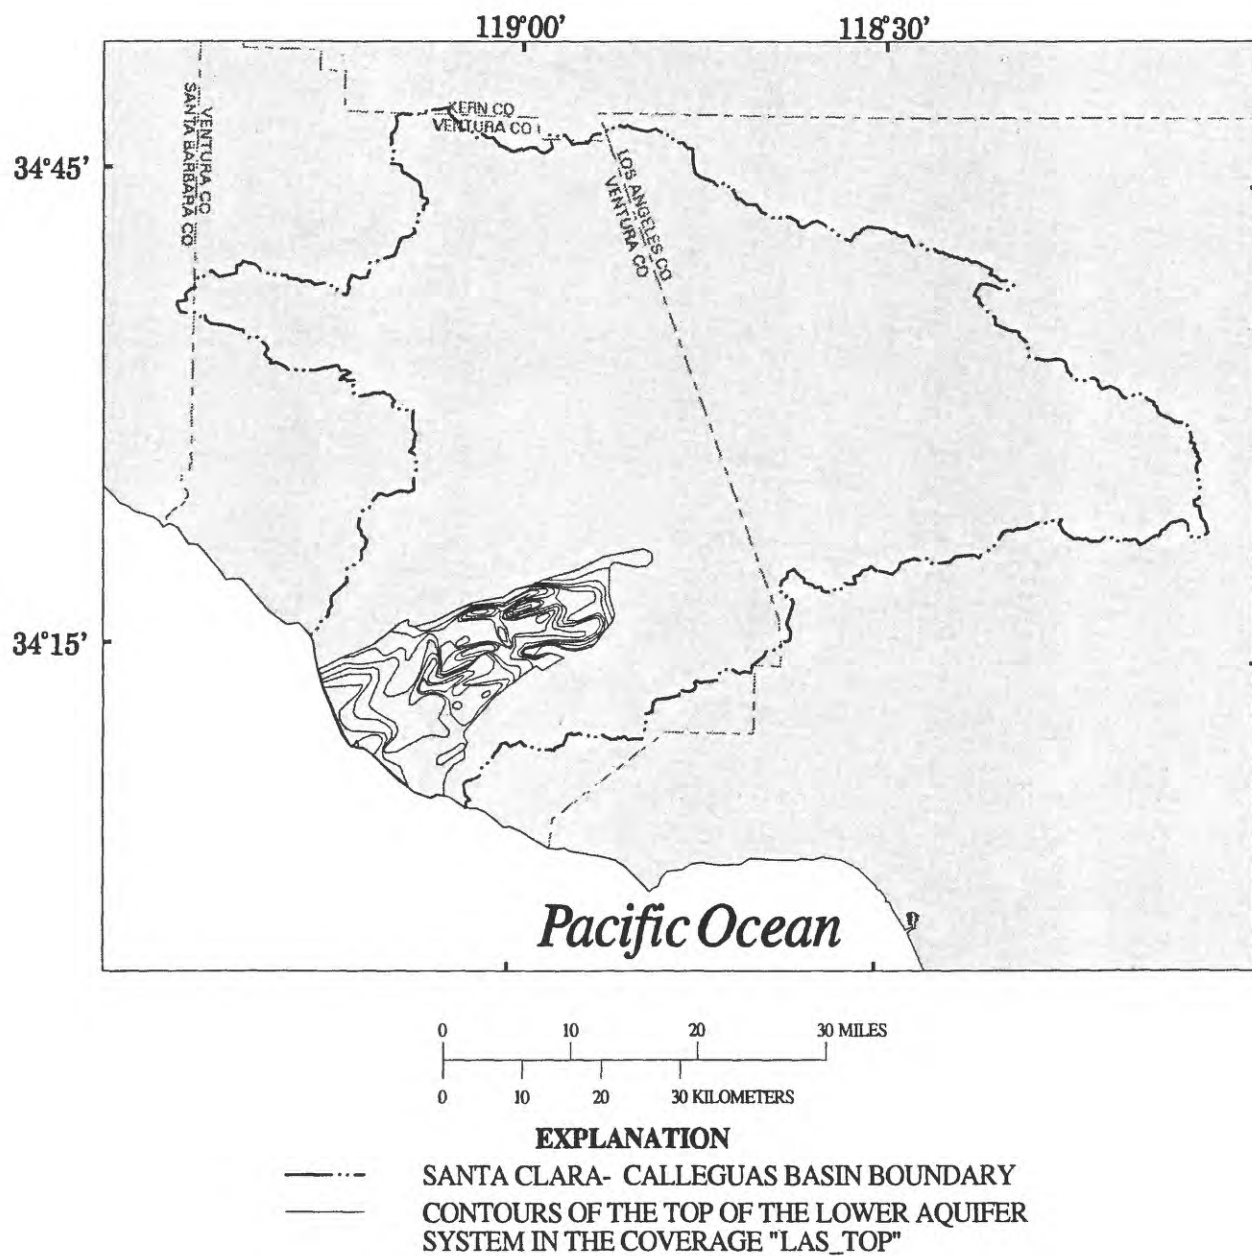 119°00' 118°30'
KERN CO
VENTURA CO
VENTURA CO
SANTA BARBARA CO
LOS ANGELES CO
VENTURA CO
34°45'
34°15'
Pacific Ocean
0 10 20 30 MILES
0 10 20 30 KILOMETERS
EXPLANATION
SANTA CLARA- CALLEGUAS BASIN BOUNDARY
CONTOURS OF THE TOP OF THE LOWER AQUIFER
SYSTEM IN THE COVERAGE "LAS_TOP"